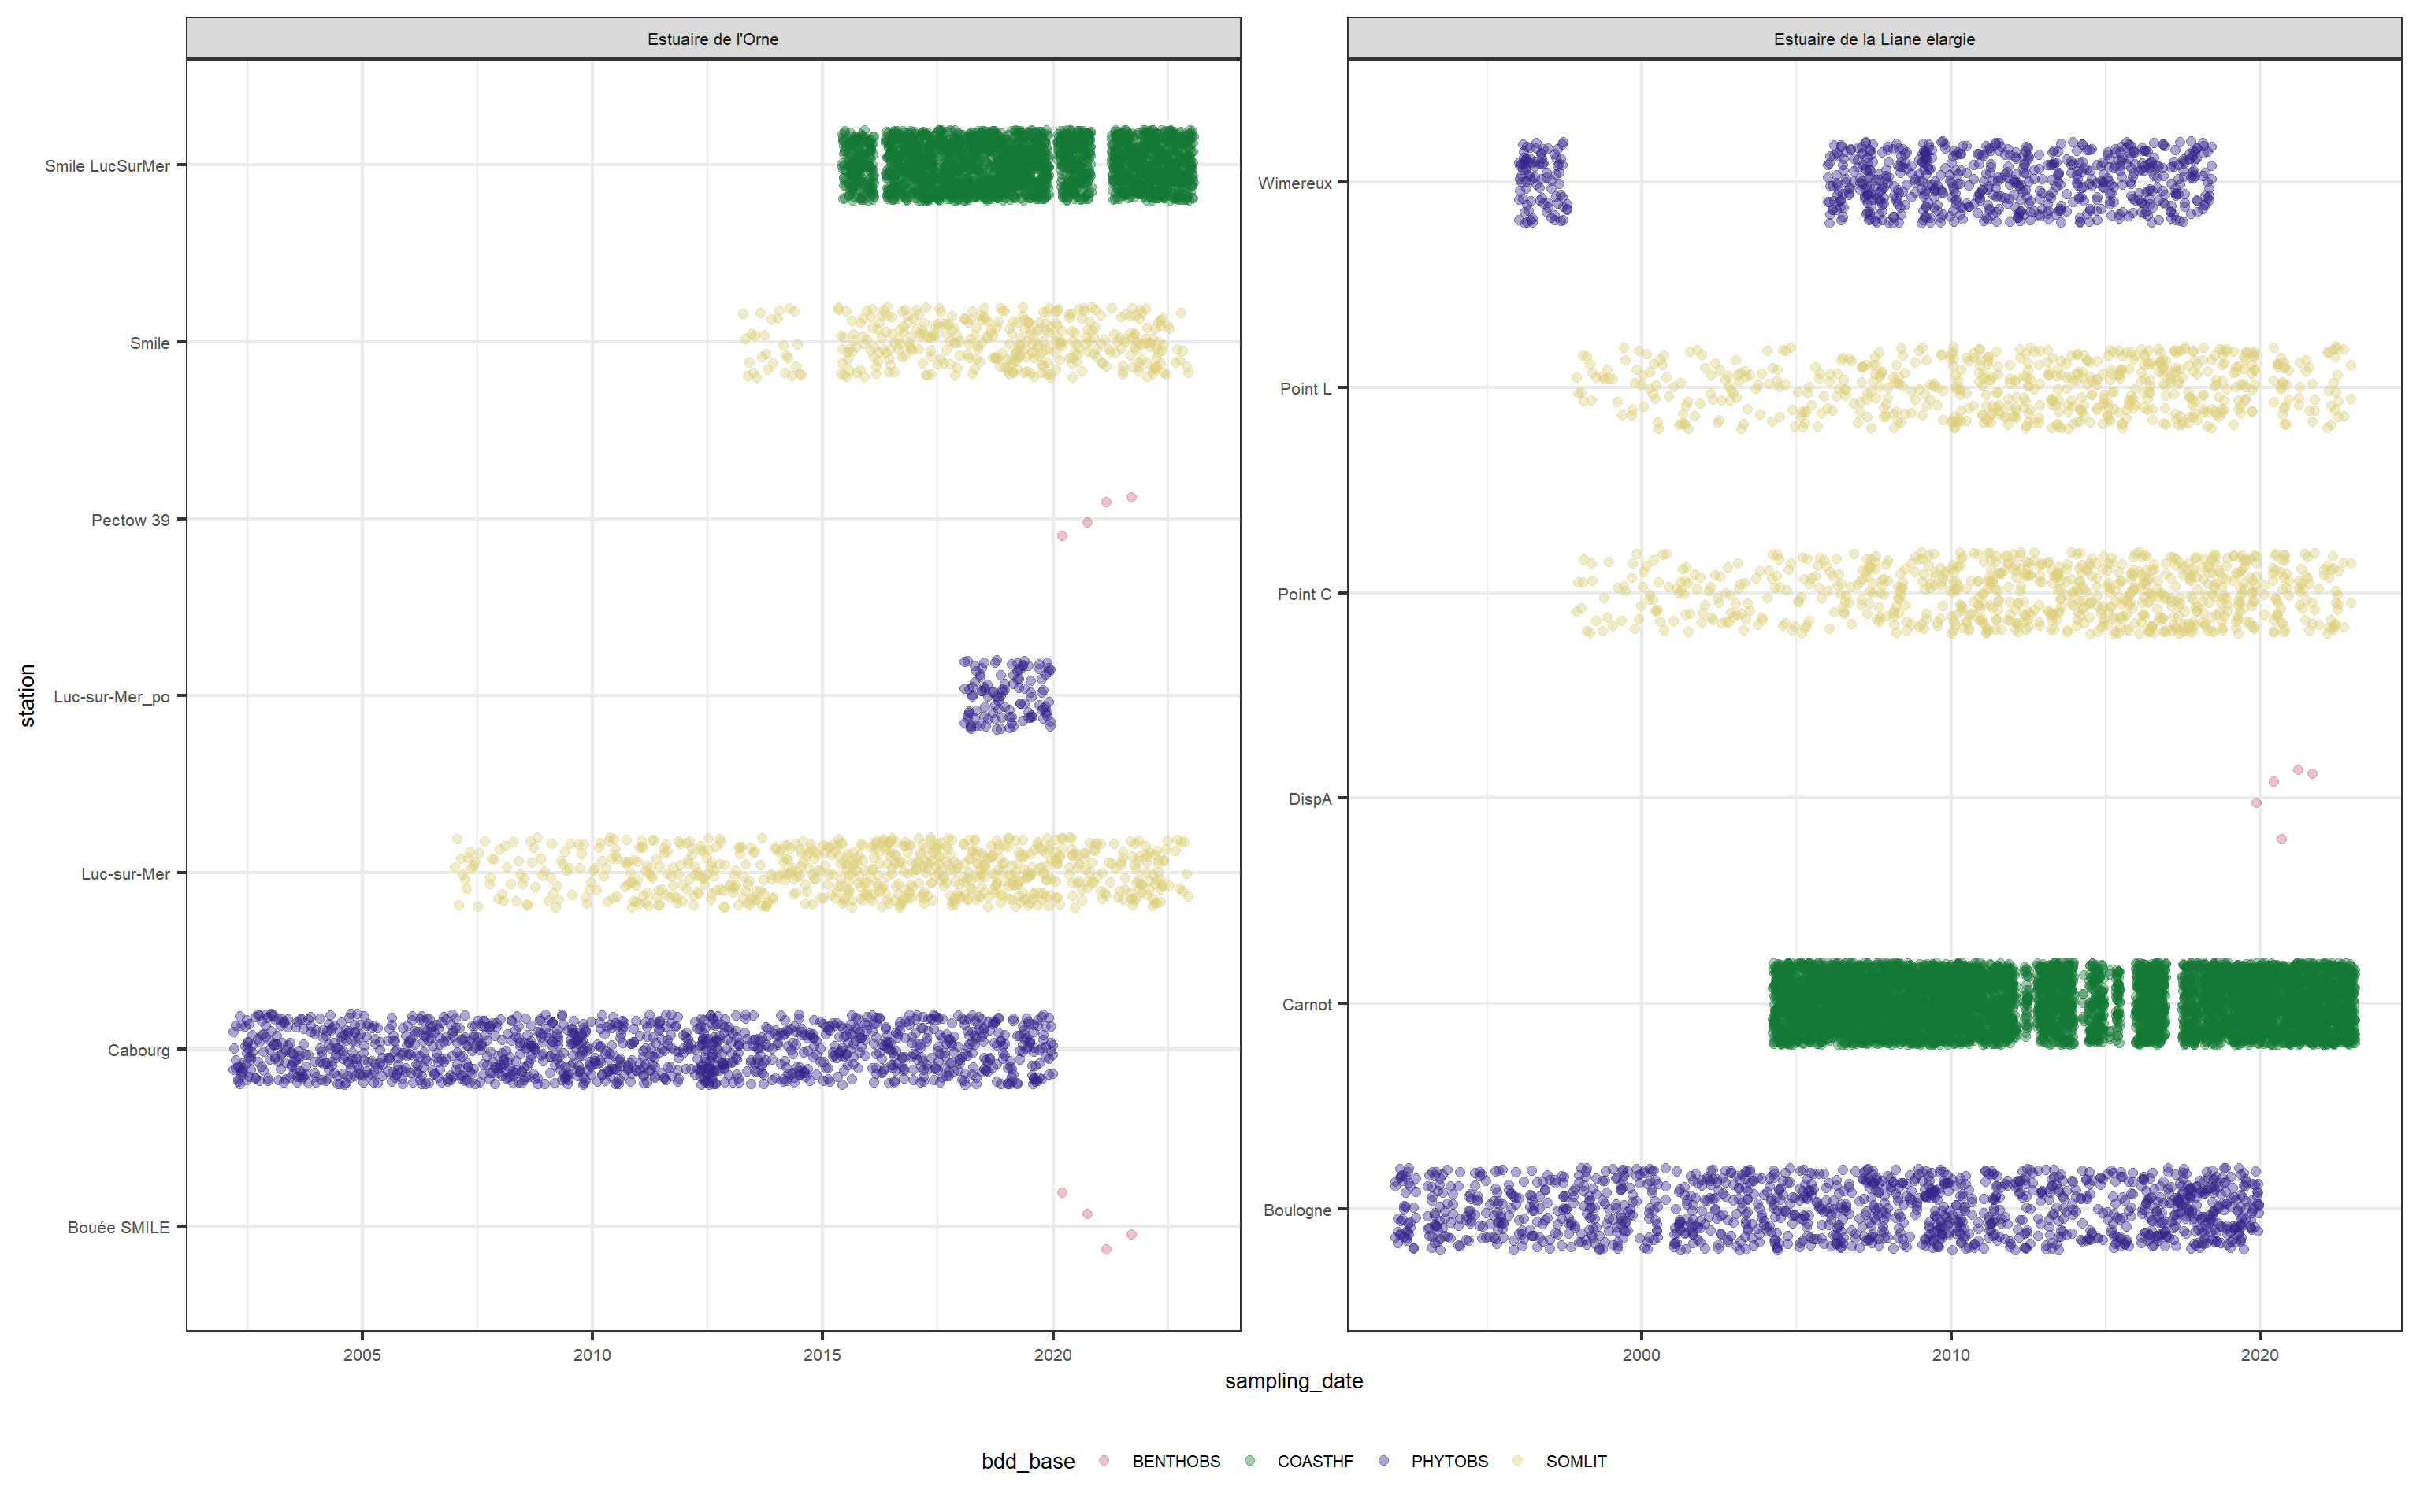 Estuaire de l'Orne
Estuaire de la Liane elargie
station
Smile LucSurMer
Smile
Pectow 39
Luc-sur-Mer_po
Luc-sur-Mer
Cabourg
Bouée SMILE
Wimereux
Point L
Point C
DispA
Carnot
Boulogne
2005 2010 2015 2020
2000 2010 2020
sampling_date
bdd_base BENTHOBS COASTHF PHYTOBS SOMLIT